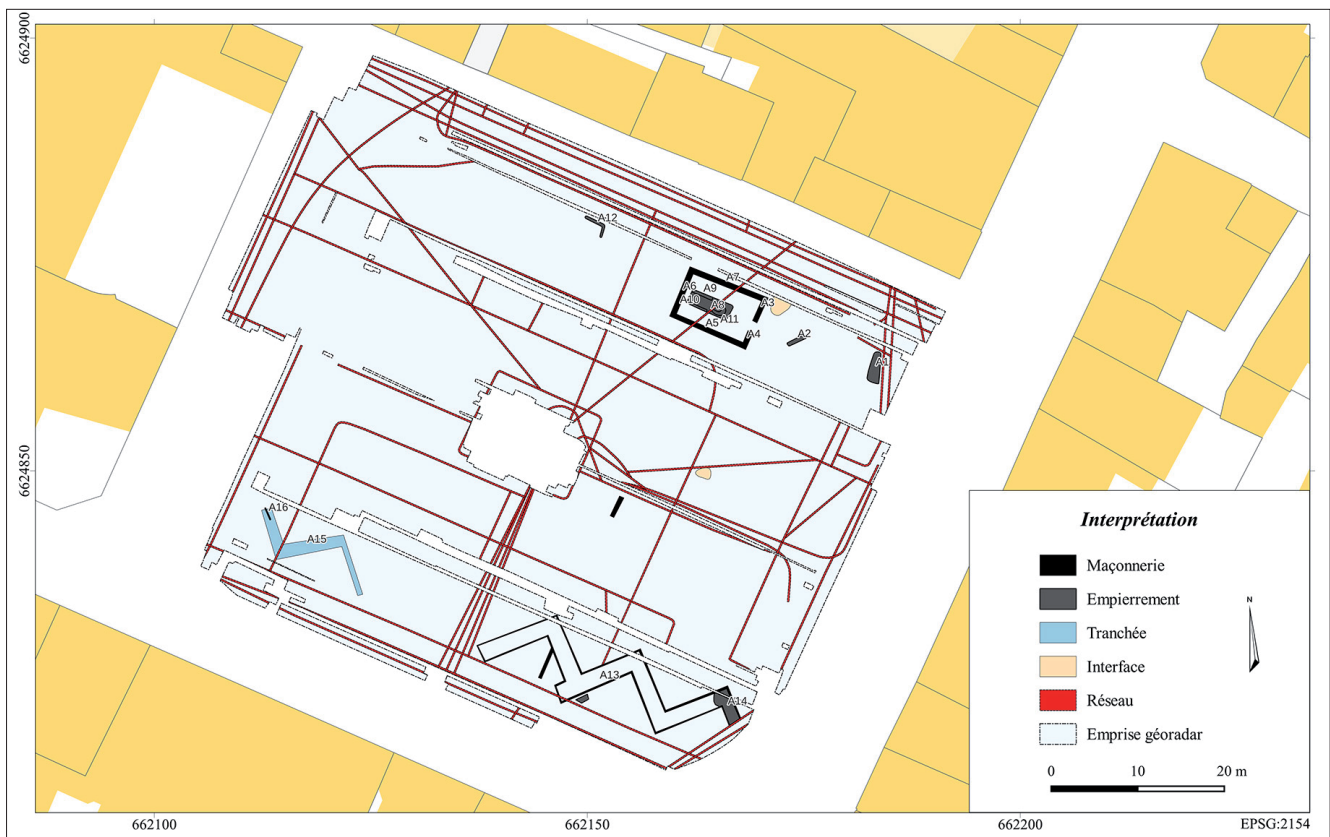 6624900
6624850
A12
A7
A6
A9
A3
A10
A8
A11
A5
A4
A2
A1
A16
A15
A13
A14
Interprétation
Maçonnerie
Empierrement
Tranchée
Interface
Réseau
Emprise géoradar
N
0 10 20 m
662100 662150 662200 EPSG:2154